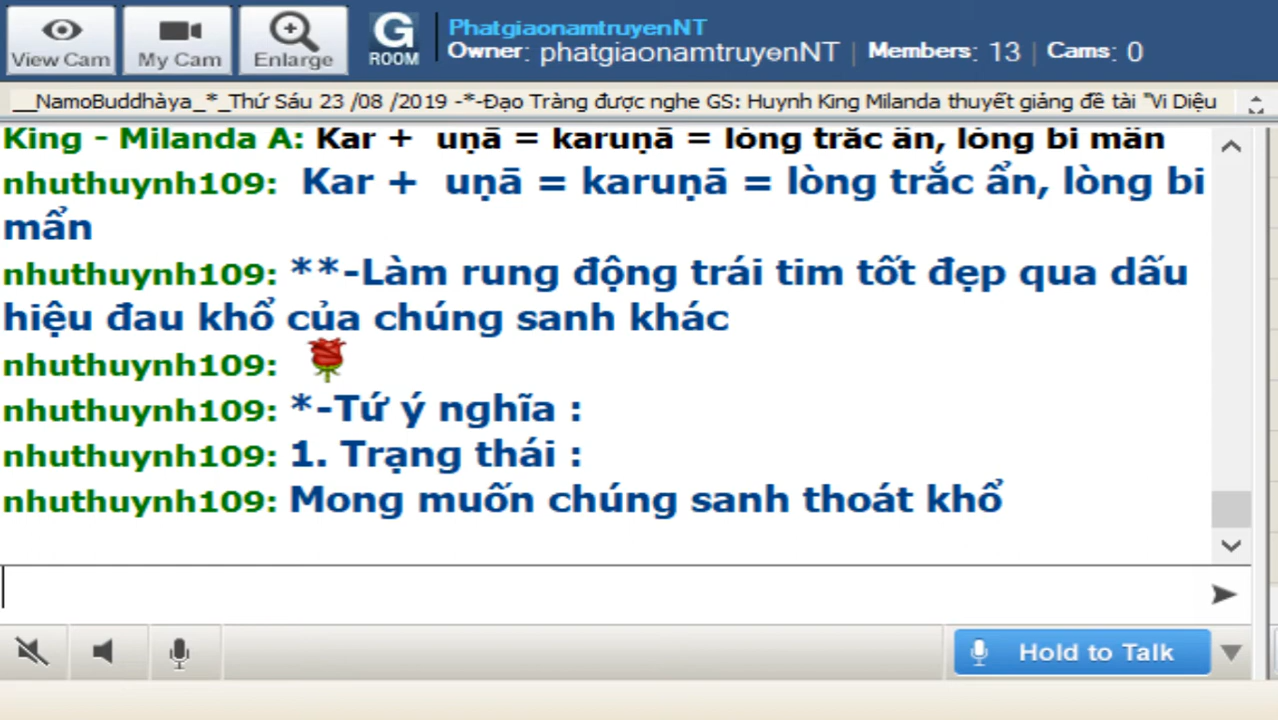 PhatgiaonamtruyenNT
View Cam
My Cam
Enlarge
G
ROOM
Owner: phatgiaonamtruyenNT | Members: 13 | Cams: 0
__NamoBuddhàya_*_Thứ Sáu 23 /08 /2019 -*-Đạo Tràng được nghe GS: Huynh King Milanda thuyết giảng đề tài "Vi Diệu
King - Milanda A: Kar + uṇā = karuṇā = lòng trắc ẩn, lòng bi mẩn
nhuthuynh109: Kar + uṇā = karuṇā = lòng trắc ẩn, lòng bi
mẩn
nhuthuynh109: **-Làm rung động trái tim tốt đẹp qua dấu
hiệu đau khổ của chúng sanh khác
nhuthuynh109:
nhuthuynh109: *-Tứ ý nghĩa :
nhuthuynh109: 1. Trạng thái :
nhuthuynh109: Mong muốn chúng sanh thoát khổ
Hold to Talk